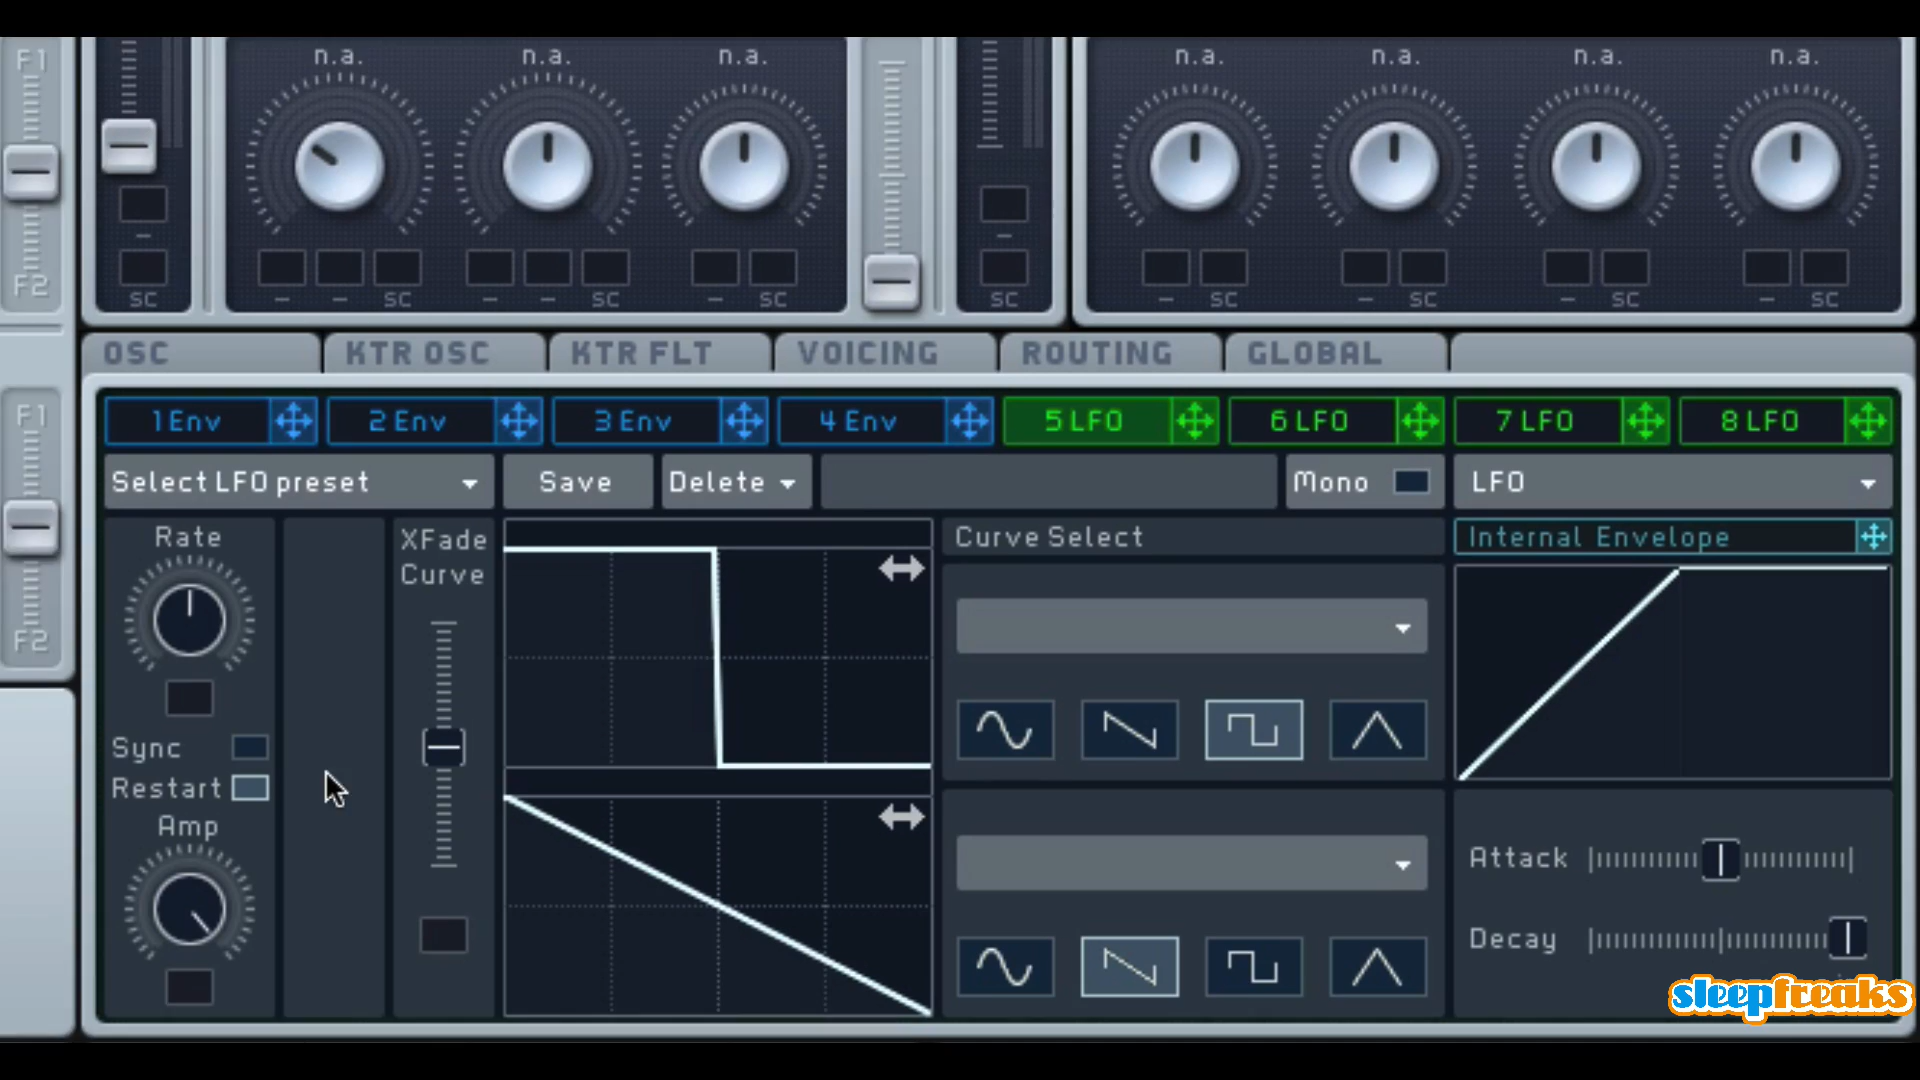 F1
n.a. n.a. n.a. n.a. n.a. n.a. n.a.
F2
SC SC SC SC SC SC SC SC SC
OSC KTR OSC KTR FLT VOICING ROUTING GLOBAL
F1
1 Env 2 Env 3 Env 4 Env 5 LFO 6 LFO 7 LFO 8 LFO
Select LFO preset Save Delete Mono LFO
Rate XFade Curve Select Internal Envelope
Curve
F2
Sync
Restart
Amp
Attack
Decay
sleepfreaks